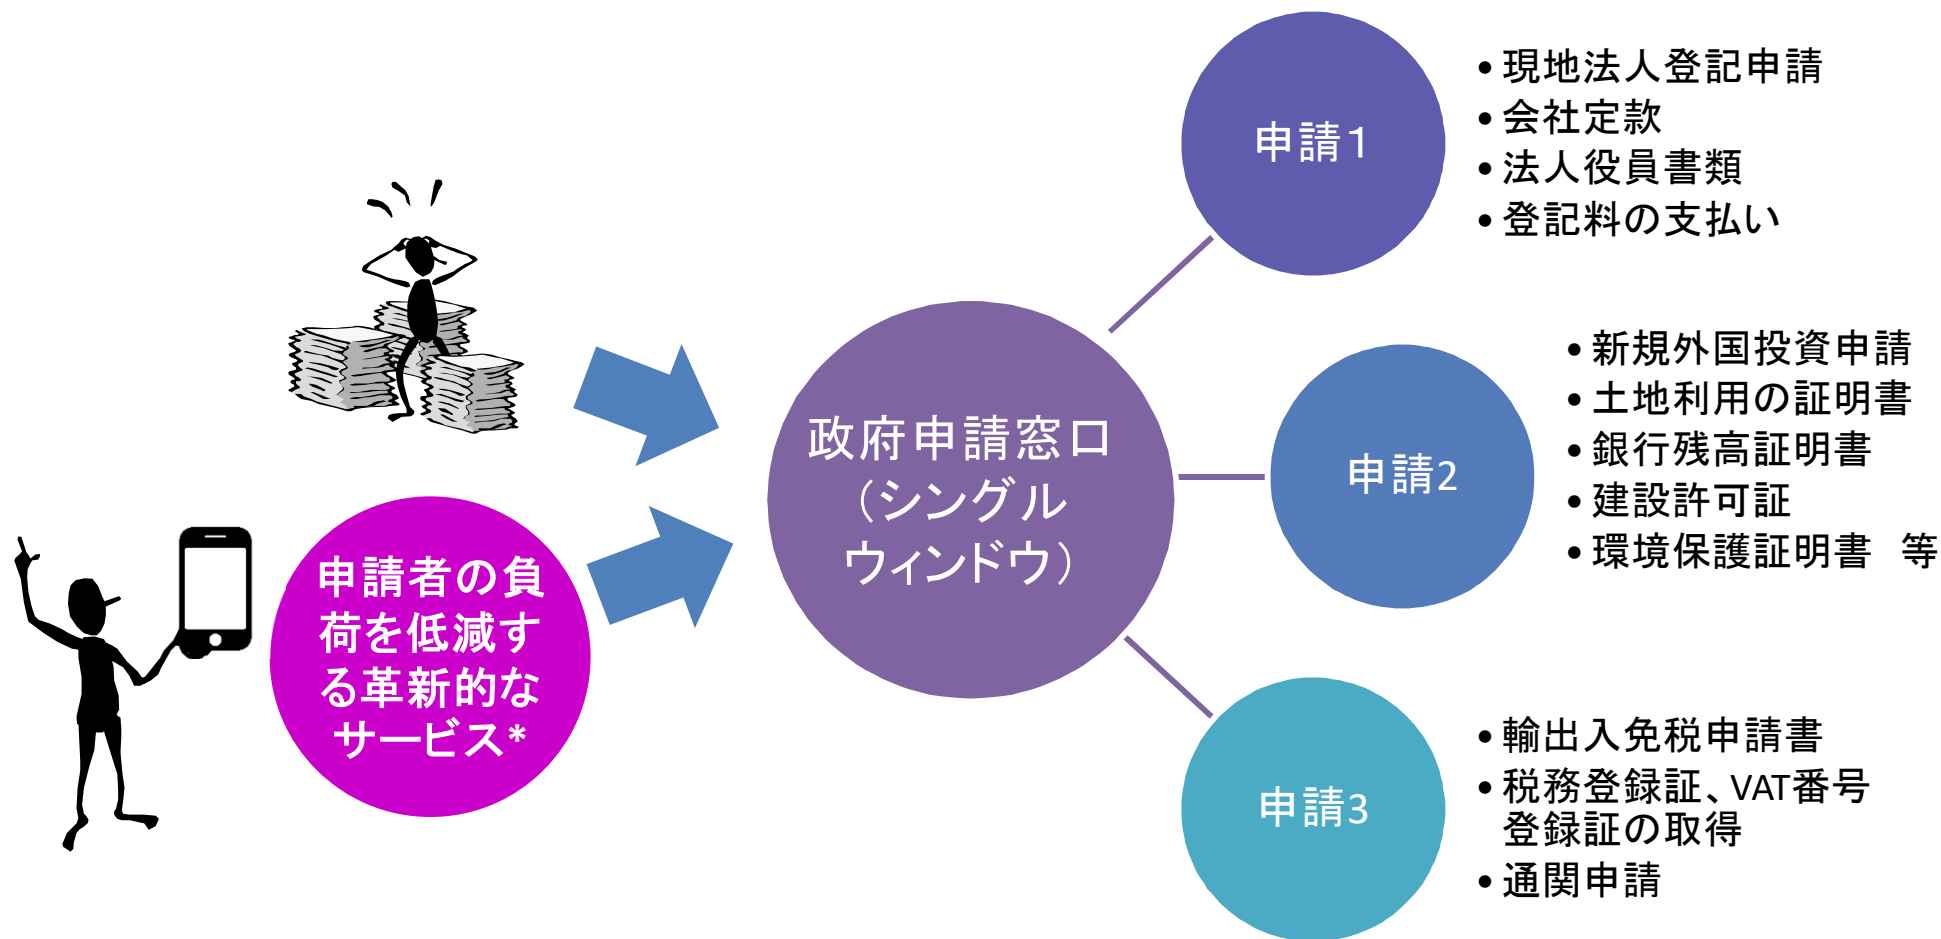 申請者の負
荷を低減す
る革新的な
サービス*
政府申請窓口
（シングル
ウィンドウ）
申請１
• 現地法人登記申請
• 会社定款
• 法人役員書類
• 登記料の支払い
申請2
• 新規外国投資申請
• 土地利用の証明書
• 銀行残高証明書
• 建設許可証
• 環境保護証明書　等
申請3
• 輸出入免税申請書
• 税務登録証、VAT番号
登録証の取得
• 通関申請